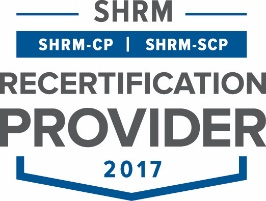 SHRM
SHRM-CP | SHRM-SCP
RECERTIFICATION
PROVIDER
2017